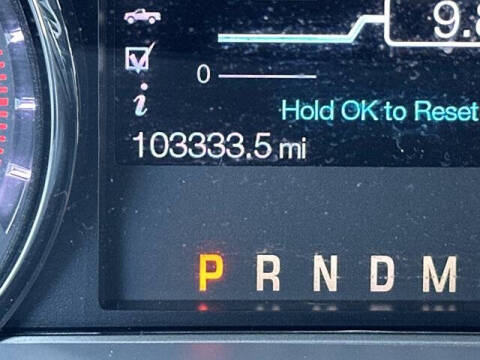 9.8
0
i
Hold OK to Reset
103333.5 mi
P R N D M